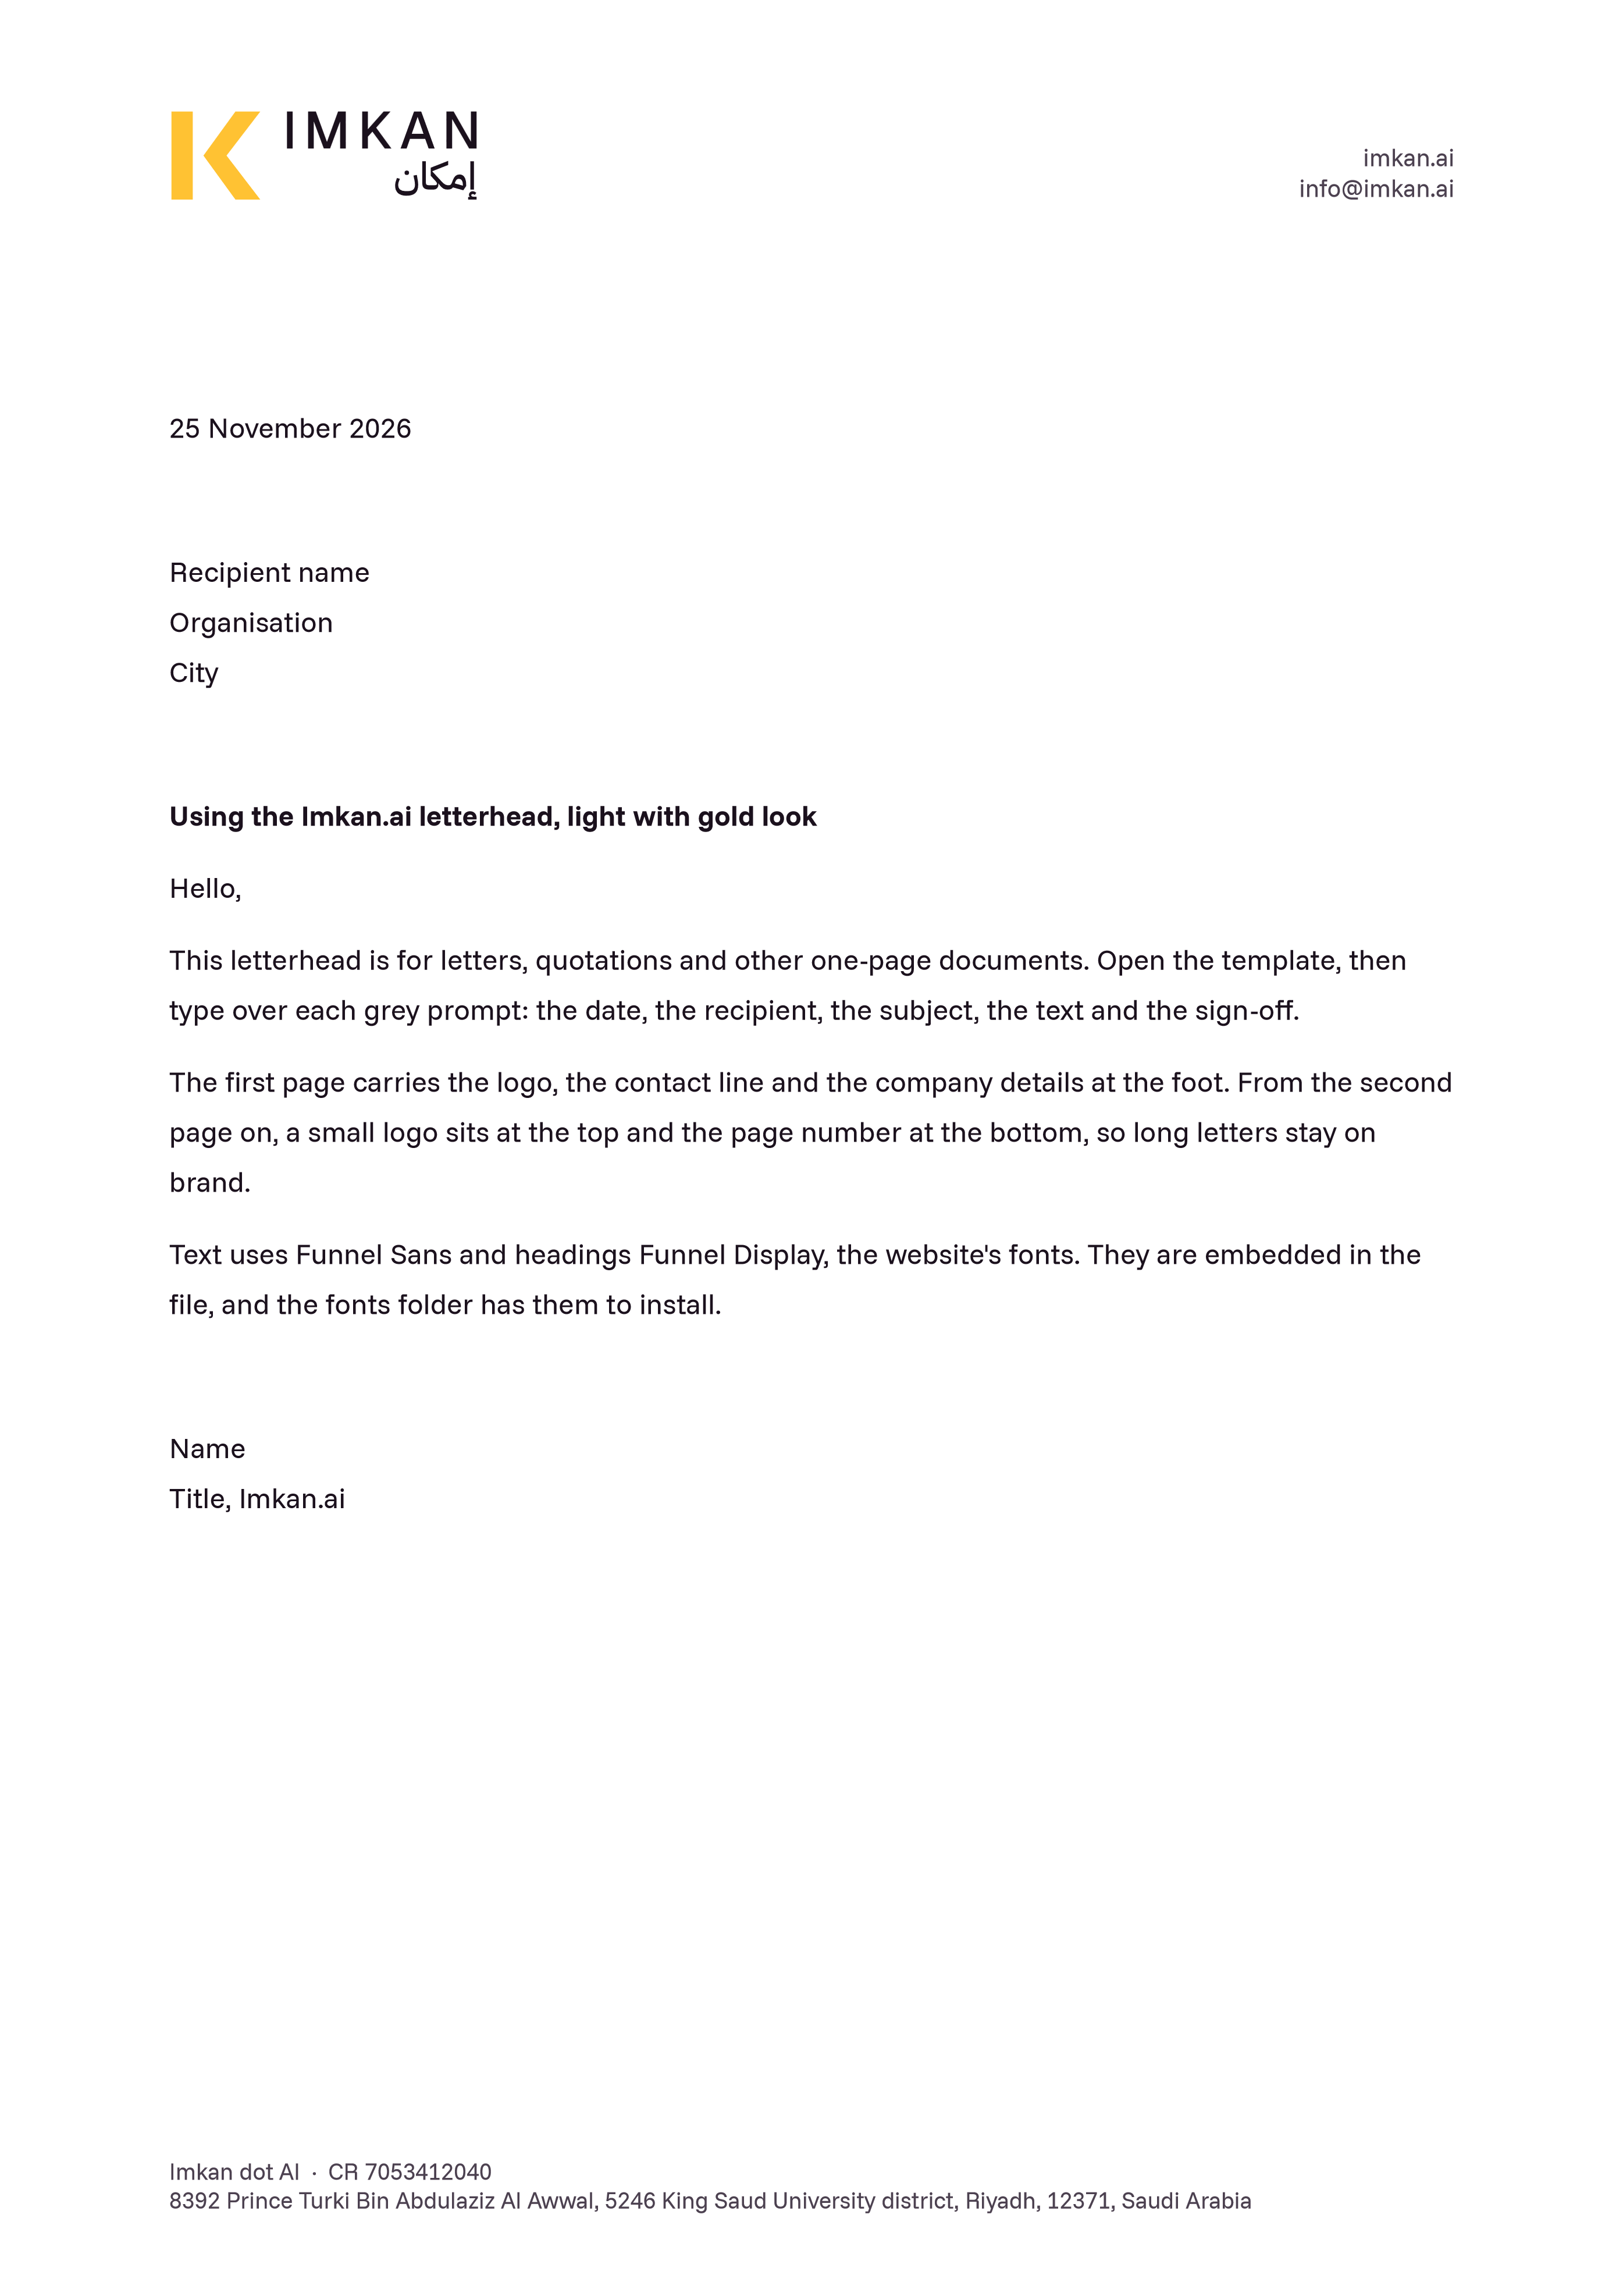 IMKAN
إمكان
imkan.ai
info@imkan.ai
25 November 2026
Recipient name
Organisation
City
Using the Imkan.ai letterhead, light with gold look
Hello,
This letterhead is for letters, quotations and other one-page documents. Open the template, then
type over each grey prompt: the date, the recipient, the subject, the text and the sign-off.
The first page carries the logo, the contact line and the company details at the foot. From the second
page on, a small logo sits at the top and the page number at the bottom, so long letters stay on
brand.
Text uses Funnel Sans and headings Funnel Display, the website's fonts. They are embedded in the
file, and the fonts folder has them to install.
Name
Title, Imkan.ai
Imkan dot AI · CR 7053412040
8392 Prince Turki Bin Abdulaziz Al Awwal, 5246 King Saud University district, Riyadh, 12371, Saudi Arabia